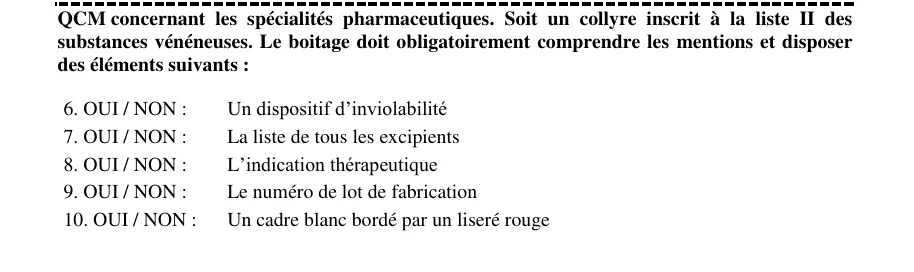 QCM concernant les spécialités pharmaceutiques. Soit un collyre inscrit à la liste II des
substances vénéneuses. Le boitage doit obligatoirement comprendre les mentions et disposer
des éléments suivants :
6. OUI / NON : Un dispositif d’inviolabilité
7. OUI / NON : La liste de tous les excipients
8. OUI / NON : L’indication thérapeutique
9. OUI / NON : Le numéro de lot de fabrication
10. OUI / NON : Un cadre blanc bordé par un liseré rouge